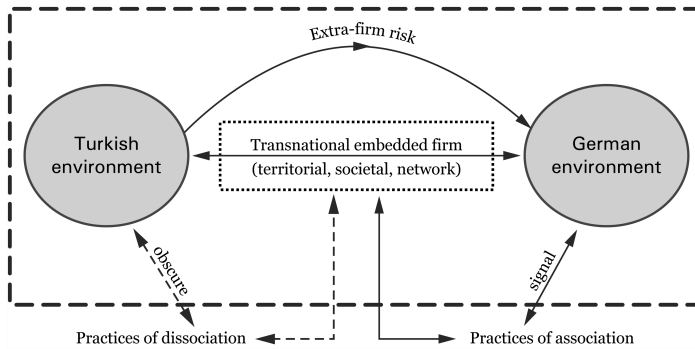 Extra-firm risk
Turkish
environment
Transnational embedded firm
(territorial, societal, network)
German
environment
obscure
signal
Practices of dissociation
Practices of association